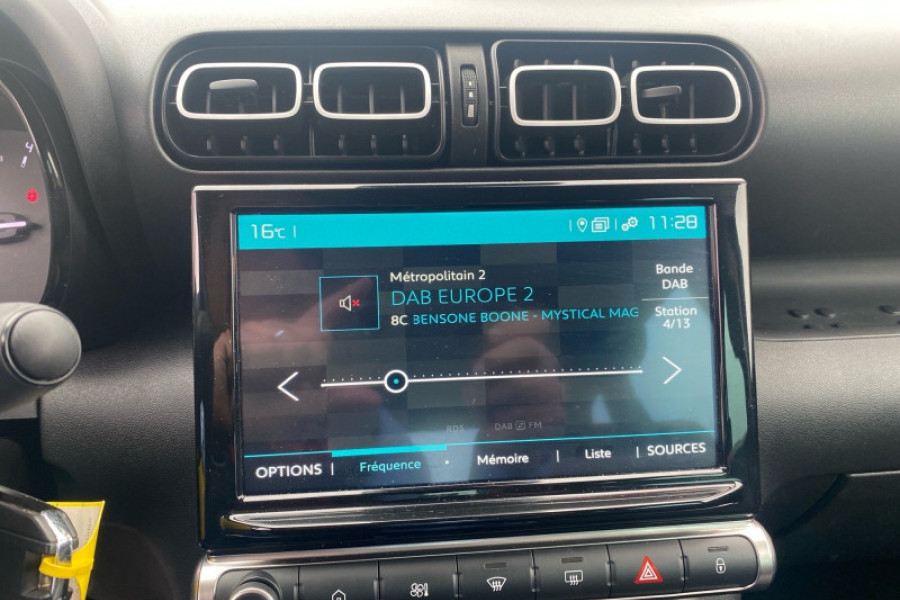 16°C
11:28
Métropolitain 2
DAB EUROPE 2
8C BENSONE BOONE - MYSTICAL MAG
Bande
DAB
Station
4/13
RDS DAB FM
OPTIONS Fréquence Mémoire Liste SOURCES
4